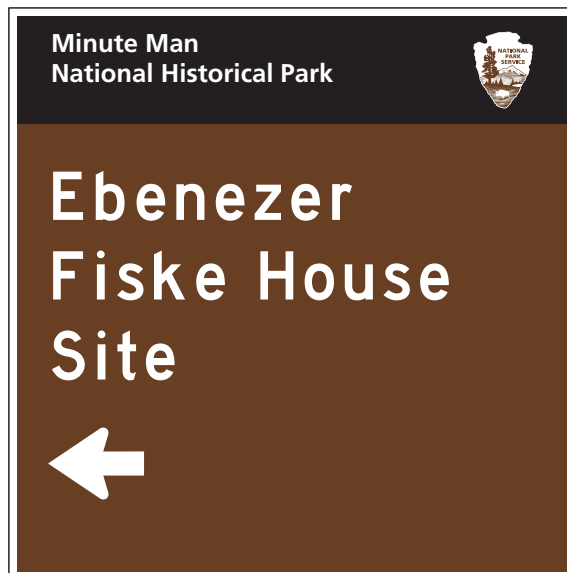 Minute Man
National Historical Park
NATIONAL
PARK
SERVICE
Ebenezer
Fiske House
Site